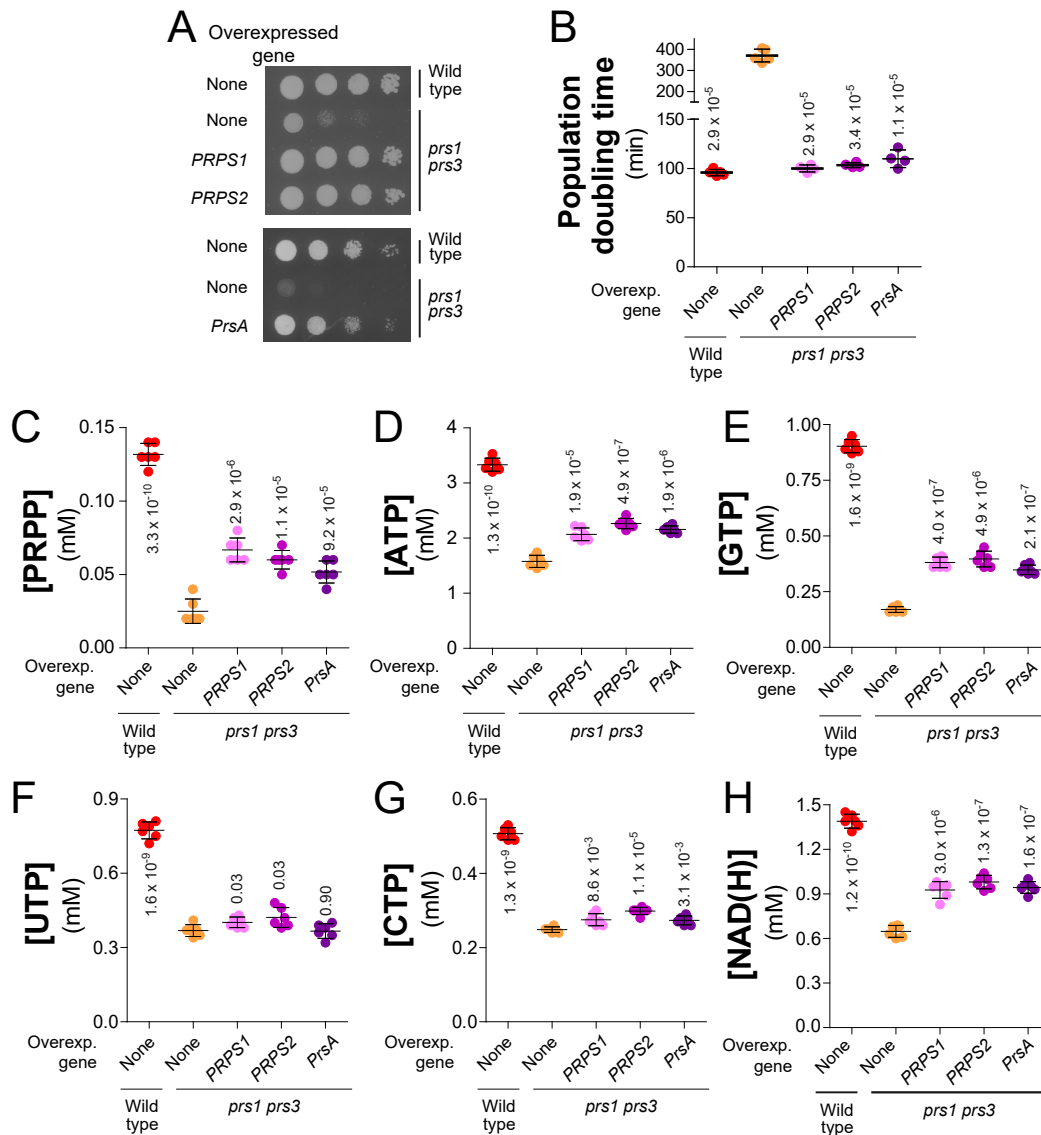 A
Overexpressed
gene
None
Wild
type
None
PRPS1
PRPS2
prs1
prs3
None
Wild
type
None
PrsA
prs1
prs3
B
Population
doubling time
(min)
400
300
200
100
50
0
2.9 x 10-5
2.9 x 10-5
3.4 x 10-5
1.1 x 10-5
Overexp.
gene
None
None
PRPS1
PRPS2
PrsA
Wild
type
prs1 prs3
C
[PRPP]
(mM)
0.15
0.10
0.05
0.00
3.3 x 10-10
2.9 x 10-6
1.1 x 10-5
9.2 x 10-5
Overexp.
gene
None
None
PRPS1
PRPS2
PrsA
Wild
type
prs1 prs3
D
[ATP]
(mM)
4
3
2
1
0
1.3 x 10-10
1.9 x 10-5
4.9 x 10-7
1.9 x 10-6
Overexp.
gene
None
None
PRPS1
PRPS2
PrsA
Wild
type
prs1 prs3
E
[GTP]
(mM)
1.00
0.75
0.50
0.25
0.00
1.6 x 10-9
4.0 x 10-7
4.9 x 10-6
2.1 x 10-7
Overexp.
gene
None
None
PRPS1
PRPS2
PrsA
Wild
type
prs1 prs3
F
[UTP]
(mM)
0.9
0.6
0.3
0.0
1.6 x 10-9
0.03
0.03
0.90
Overexp.
gene
None
None
PRPS1
PRPS2
PrsA
Wild
type
prs1 prs3
G
[CTP]
(mM)
0.6
0.4
0.2
0.0
1.3 x 10-9
8.6 x 10-3
1.1 x 10-5
3.1 x 10-3
Overexp.
gene
None
None
PRPS1
PRPS2
PrsA
Wild
type
prs1 prs3
H
[NAD(H)]
(mM)
1.5
1.2
0.9
0.6
0.3
0.0
1.2 x 10-10
3.0 x 10-6
1.3 x 10-7
1.6 x 10-7
Overexp.
gene
None
None
PRPS1
PRPS2
PrsA
Wild
type
prs1 prs3